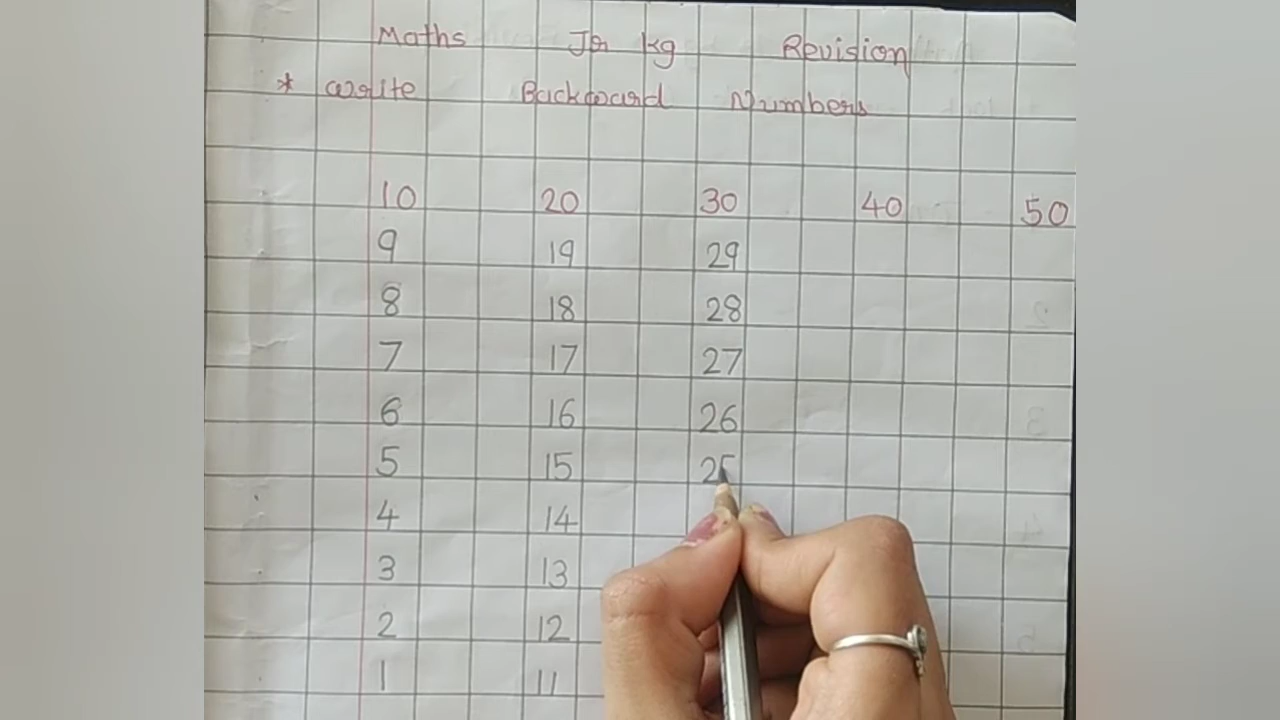 Maths Jr kg Revision
* Write Backward Numbers
10 20 30 40 50
9 19 29
8 18 28
7 17 27
6 16 26
5 15 25
4 14
3 13
2 12
1 11